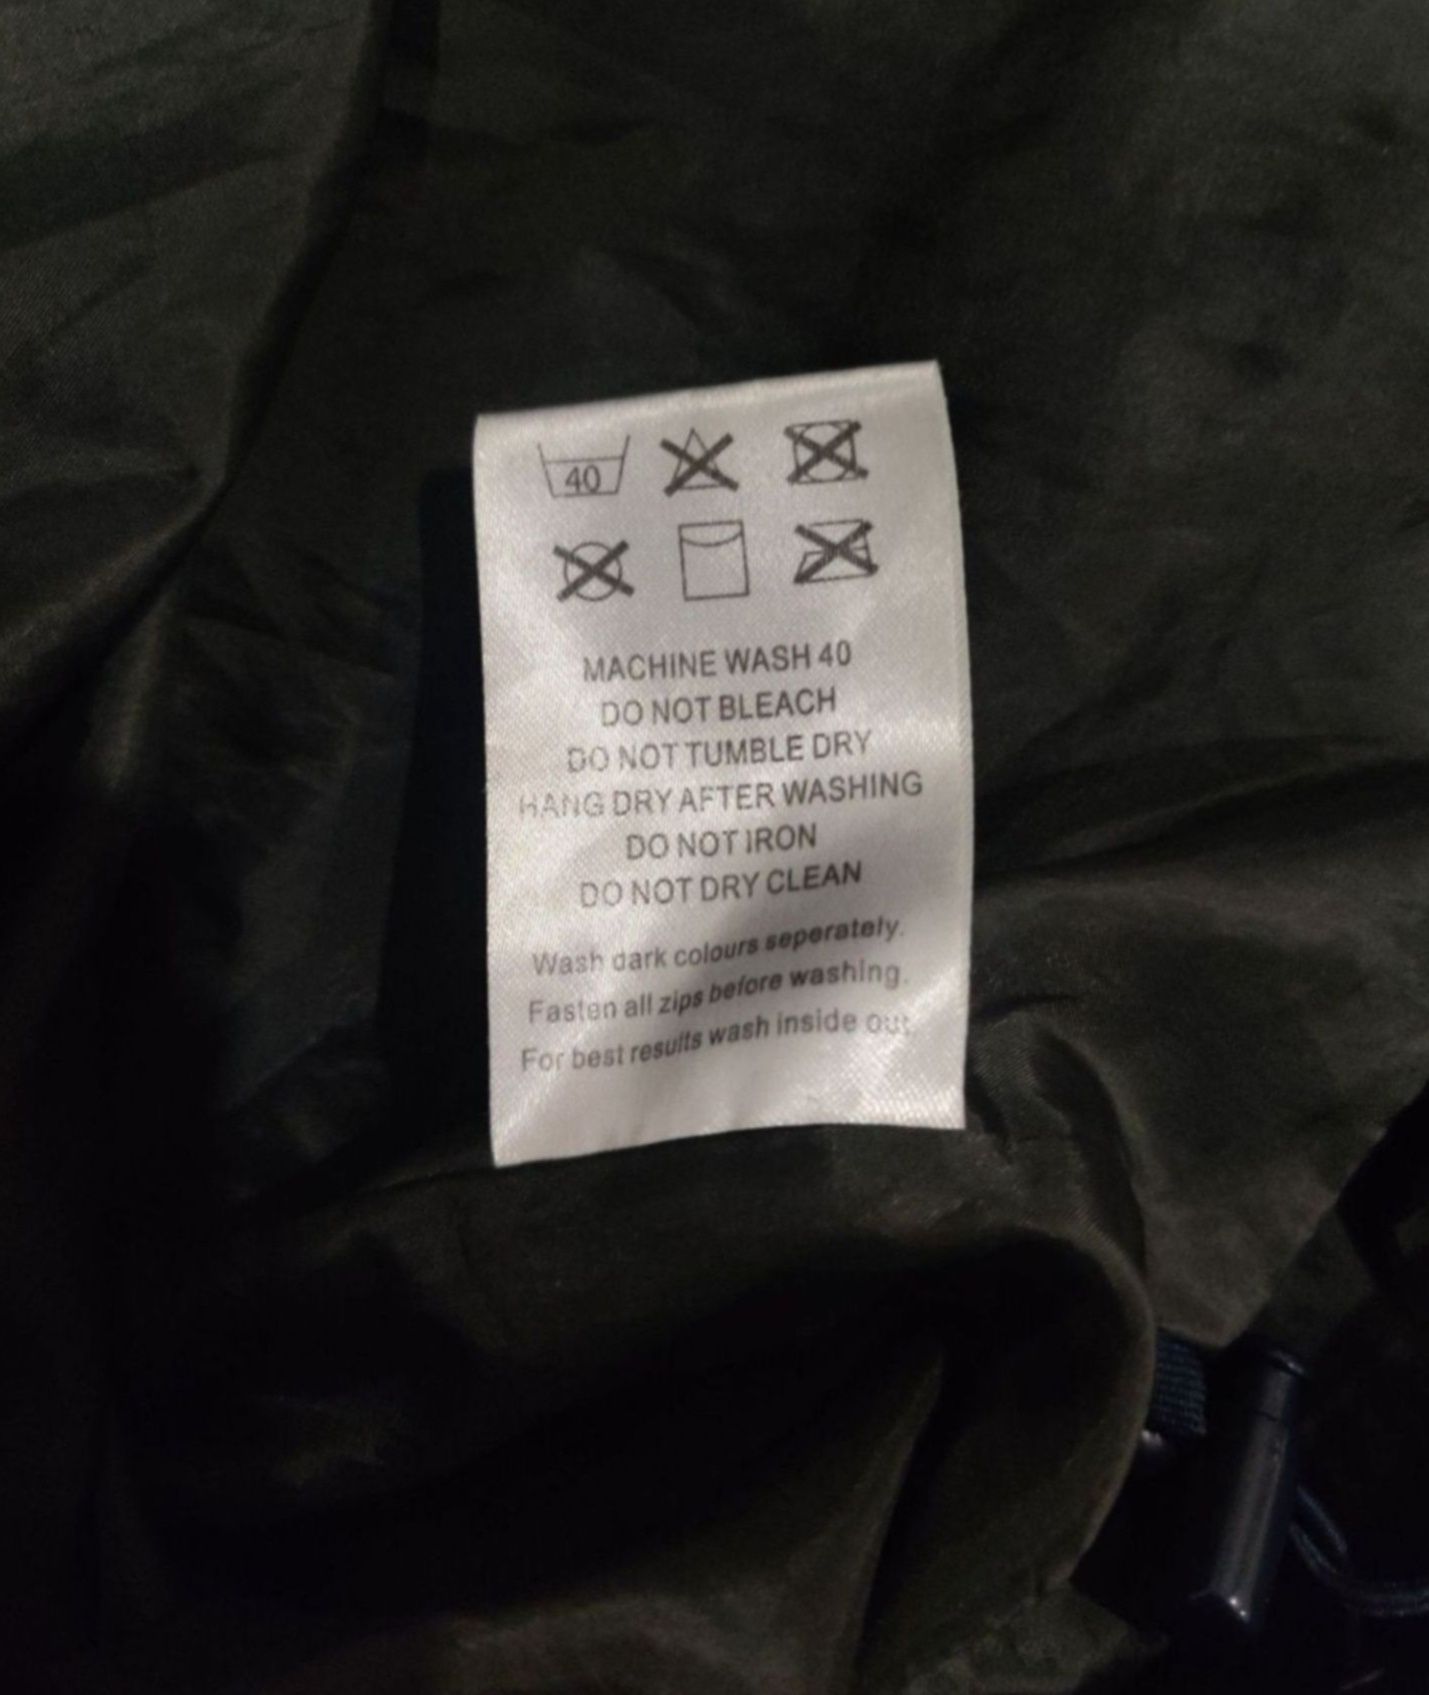 40
MACHINE WASH 40
DO NOT BLEACH
DO NOT TUMBLE DRY
HANG DRY AFTER WASHING
DO NOT IRON
DO NOT DRY CLEAN
Wash dark colours seperately.
Fasten all zips before washing.
For best results wash inside out